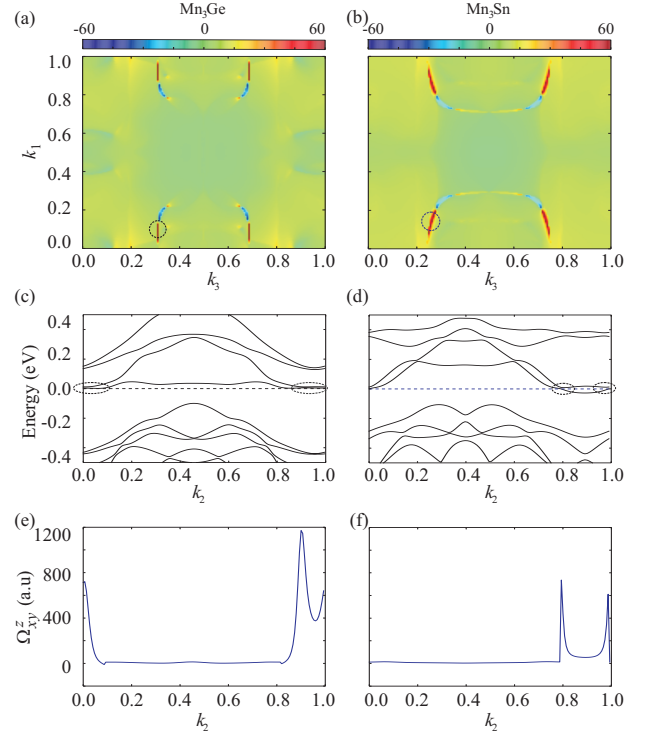 (a) Mn₃Ge
(b) Mn₃Sn
-60 0 60
-60 0 60
1.0
0.8
0.6
k₁
0.4
0.2
0.0
0.0 0.2 0.4 0.6 0.8 1.0
k₃
0.0 0.2 0.4 0.6 0.8 1.0
k₃
(c)
(d)
0.4
0.2
0.0
-0.2
-0.4
Energy (eV)
0.0 0.2 0.4 0.6 0.8 1.0
k₂
0.0 0.2 0.4 0.6 0.8 1.0
k₂
(e)
(f)
1200
800
400
0
Ω^z_xy (a.u)
0.0 0.2 0.4 0.6 0.8 1.0
k₂
0.0 0.2 0.4 0.6 0.8 1.0
k₂